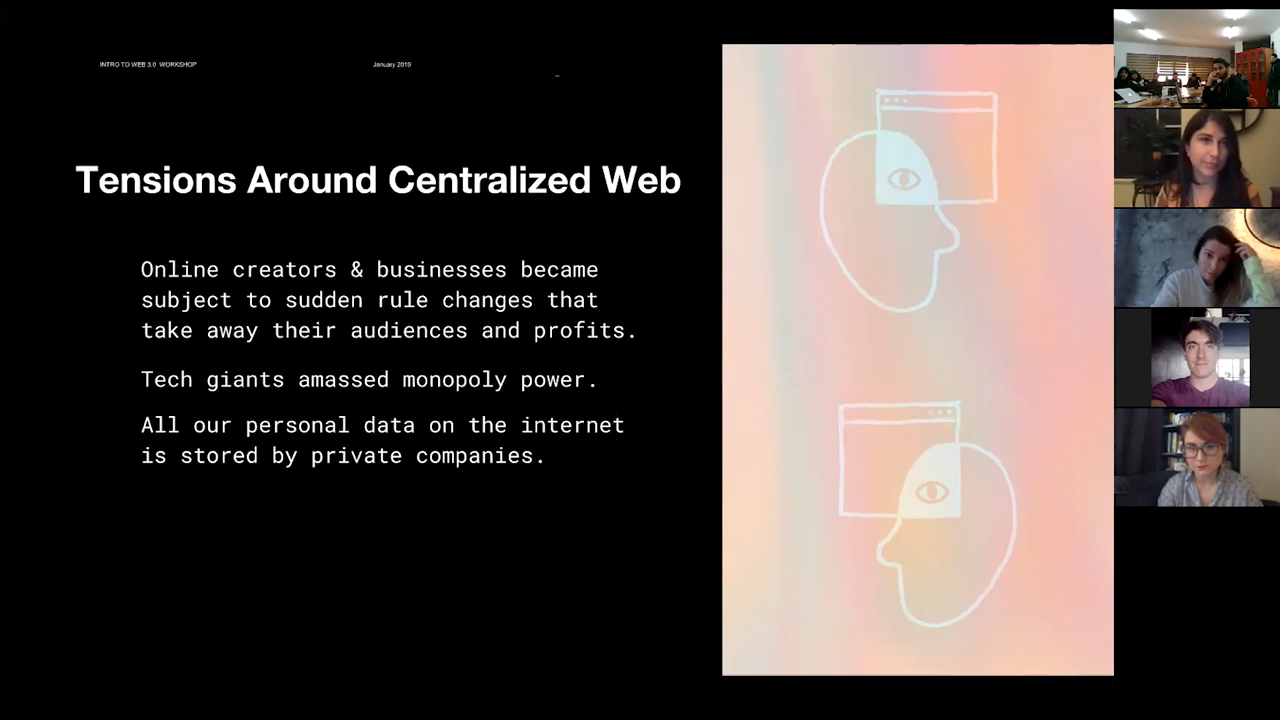 INTRO TO WEB 3.0 WORKSHOP
January 2019
Tensions Around Centralized Web
Online creators & businesses became
subject to sudden rule changes that
take away their audiences and profits.
Tech giants amassed monopoly power.
All our personal data on the internet
is stored by private companies.